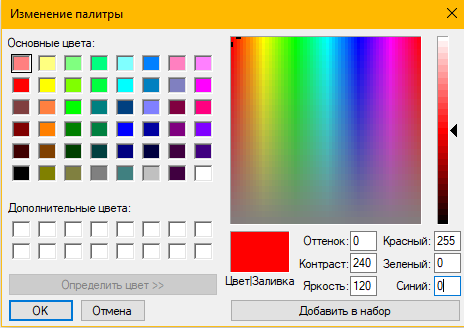 Изменение палитры
Основные цвета:
Дополнительные цвета:
Определить цвет >>
OK
Отмена
Цвет|Заливка
Оттенок: 0
Контраст: 240
Яркость: 120
Красный: 255
Зеленый: 0
Синий: 0
Добавить в набор